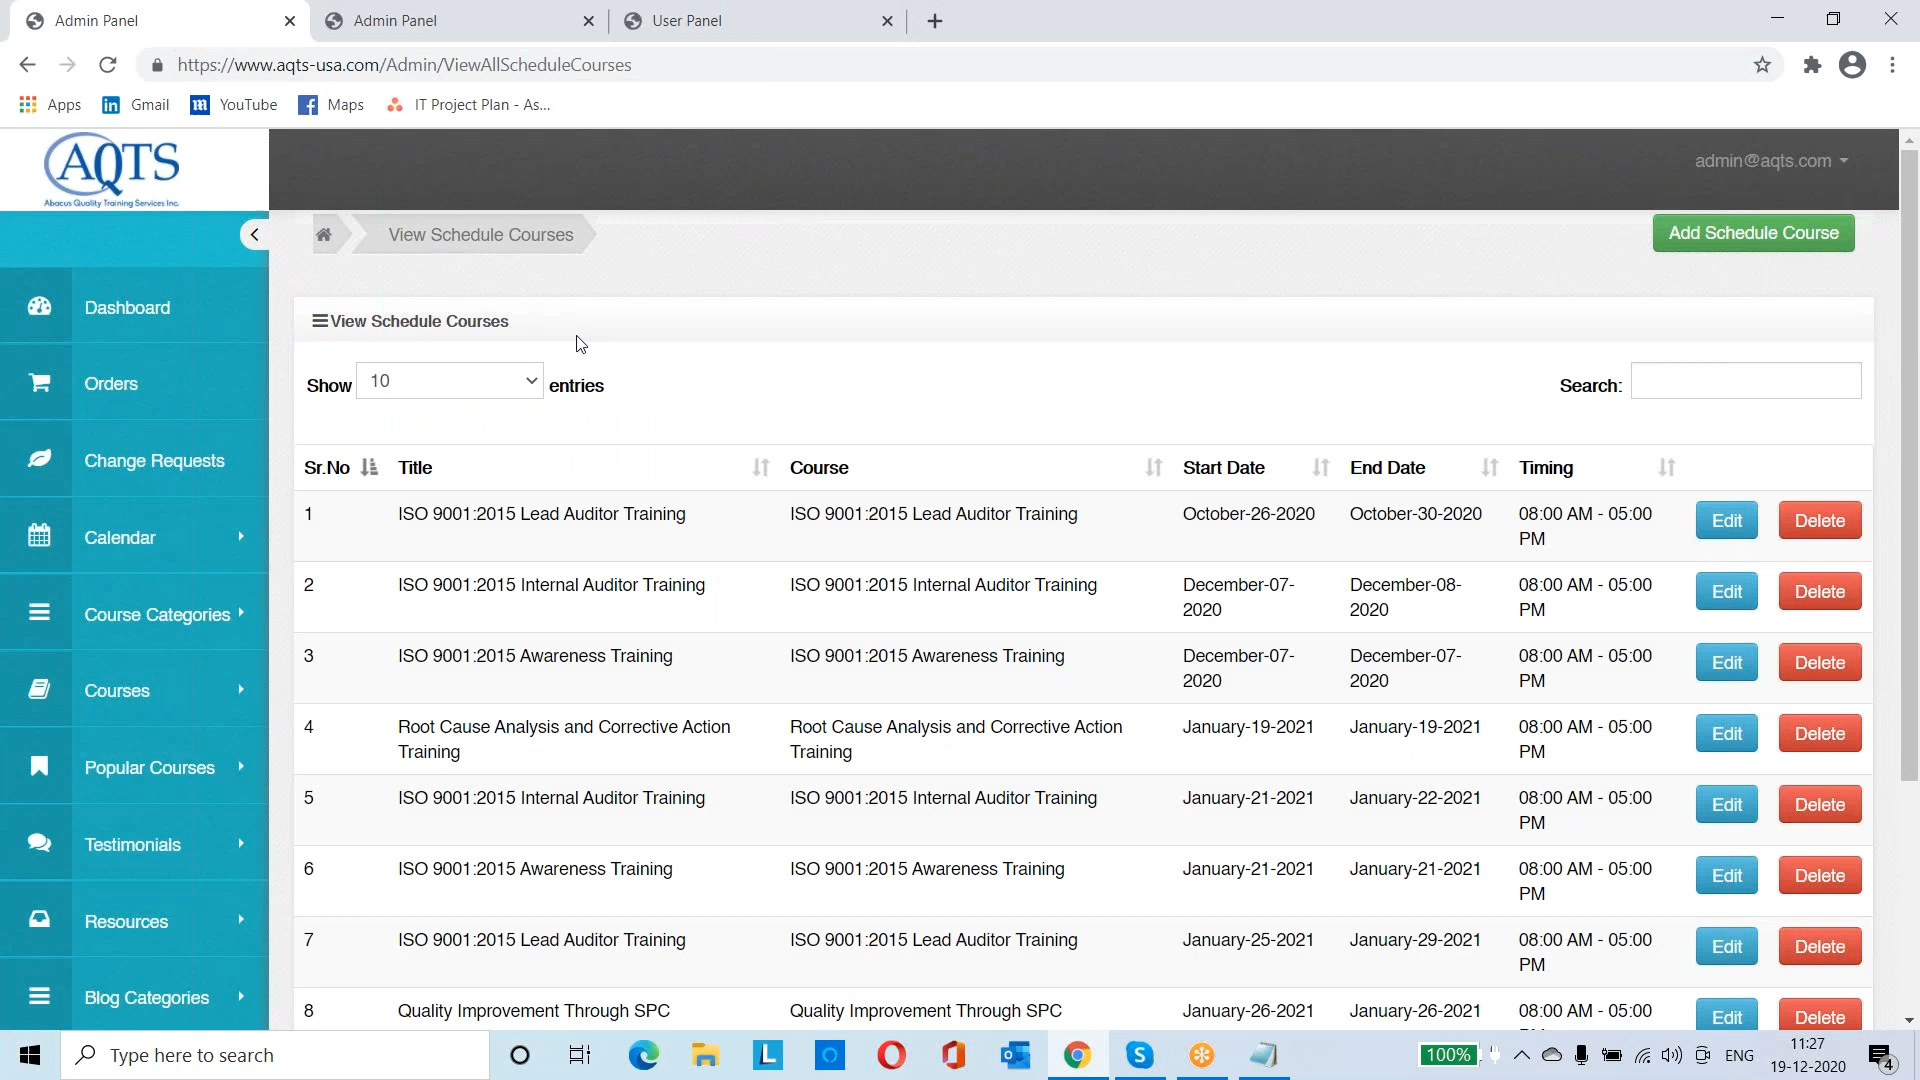 Admin Panel
Admin Panel
User Panel
https://www.aqts-usa.com/Admin/ViewAllScheduleCourses
Apps
Gmail
YouTube
Maps
IT Project Plan - As...
AQTS
Abacus Quality Training Services Inc.
admin@aqts.com
View Schedule Courses
Add Schedule Course
Dashboard
Orders
Change Requests
Calendar
Course Categories
Courses
Popular Courses
Testimonials
Resources
Blog Categories
View Schedule Courses
Show 10 entries
Search:
Sr.No Title Course Start Date End Date Timing
1 ISO 9001:2015 Lead Auditor Training ISO 9001:2015 Lead Auditor Training October-26-2020 October-30-2020 08:00 AM - 05:00 Edit Delete
PM
2 ISO 9001:2015 Internal Auditor Training ISO 9001:2015 Internal Auditor Training December-07- December-08- 08:00 AM - 05:00 Edit Delete
2020 2020 PM
3 ISO 9001:2015 Awareness Training ISO 9001:2015 Awareness Training December-07- December-07- 08:00 AM - 05:00 Edit Delete
2020 2020 PM
4 Root Cause Analysis and Corrective Action Root Cause Analysis and Corrective Action January-19-2021 January-19-2021 08:00 AM - 05:00 Edit Delete
Training Training PM
5 ISO 9001:2015 Internal Auditor Training ISO 9001:2015 Internal Auditor Training January-21-2021 January-22-2021 08:00 AM - 05:00 Edit Delete
PM
6 ISO 9001:2015 Awareness Training ISO 9001:2015 Awareness Training January-21-2021 January-21-2021 08:00 AM - 05:00 Edit Delete
PM
7 ISO 9001:2015 Lead Auditor Training ISO 9001:2015 Lead Auditor Training January-25-2021 January-29-2021 08:00 AM - 05:00 Edit Delete
PM
8 Quality Improvement Through SPC Quality Improvement Through SPC January-26-2021 January-26-2021 08:00 AM - 05:00 Edit Delete
Type here to search
100%
ENG
11:27
19-12-2020
4